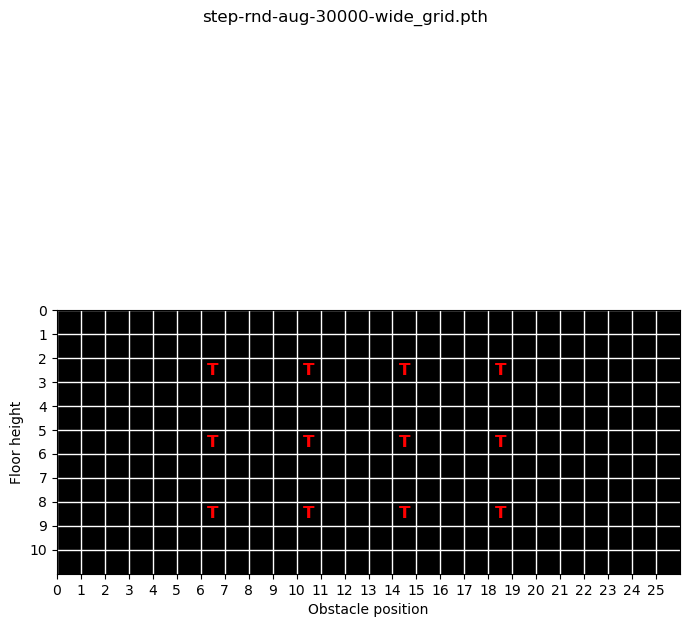 step-rnd-aug-30000-wide_grid.pth
0
1
2
T T T T
3
4
5
T T T T
6
7
8
T T T T
9
10
0 1 2 3 4 5 6 7 8 9 10 11 12 13 14 15 16 17 18 19 20 21 22 23 24 25
Floor height
Obstacle position